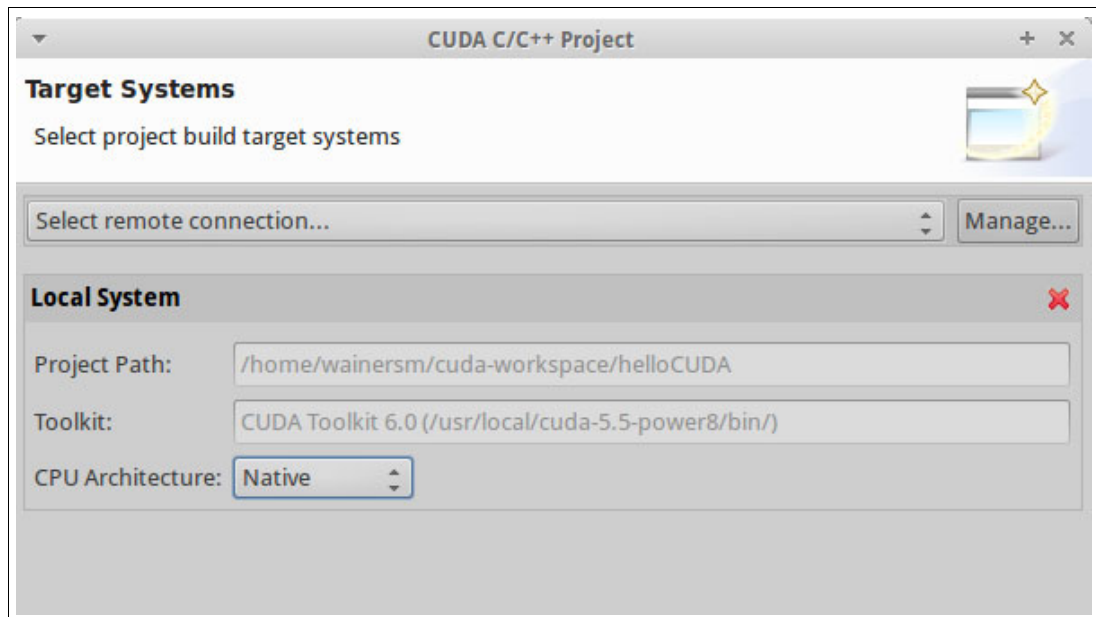 CUDA C/C++ Project
Target Systems
Select project build target systems
Select remote connection...
Manage...
Local System
Project Path: /home/wainersm/cuda-workspace/helloCUDA
Toolkit: CUDA Toolkit 6.0 (/usr/local/cuda-5.5-power8/bin/)
CPU Architecture: Native